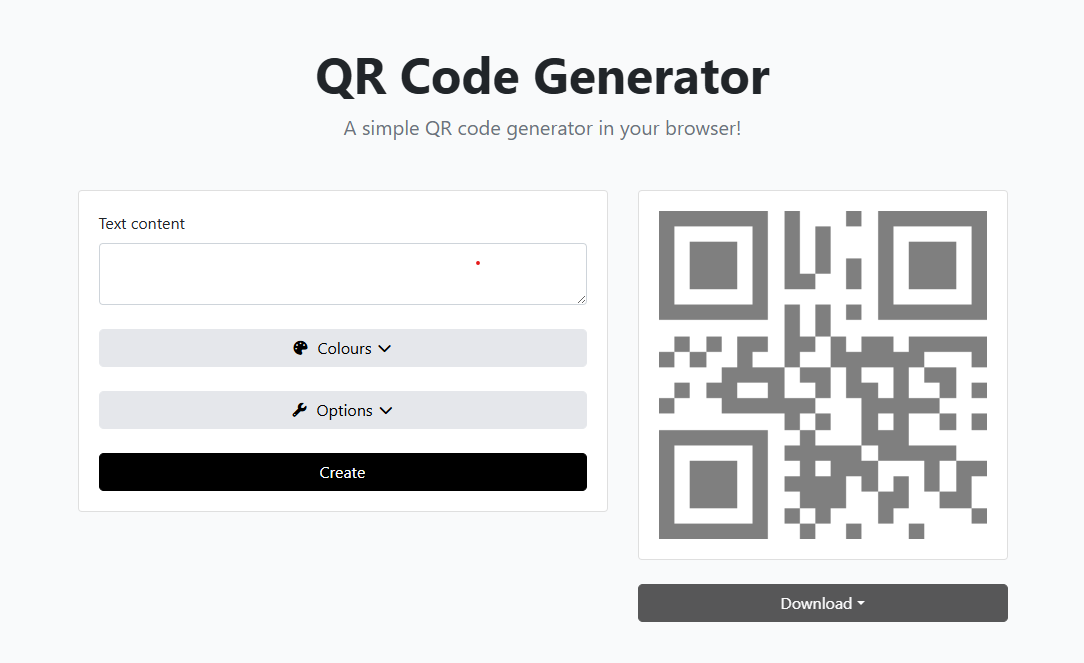 QR Code Generator
A simple QR code generator in your browser!
Text content
Colours
Options
Create
Download